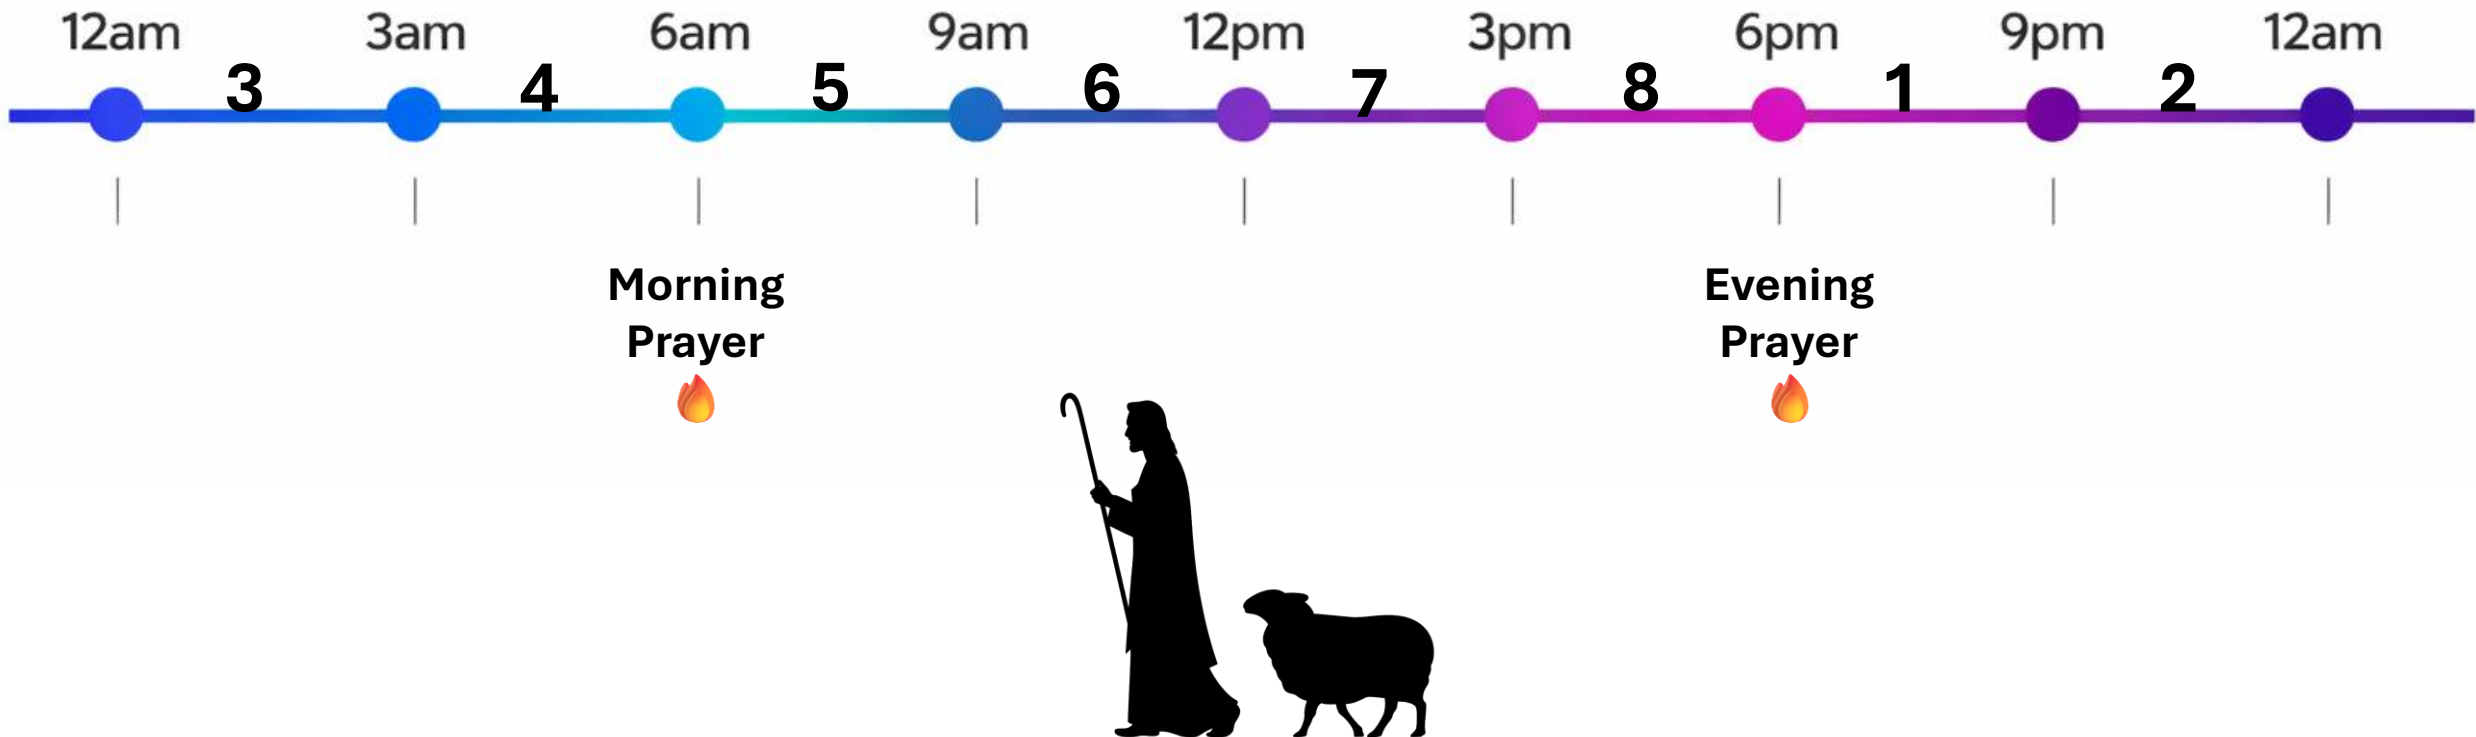 12am 3am 6am 9am 12pm 3pm 6pm 9pm 12am
3 4 5 6 7 8 1 2
Morning
Prayer
Evening
Prayer